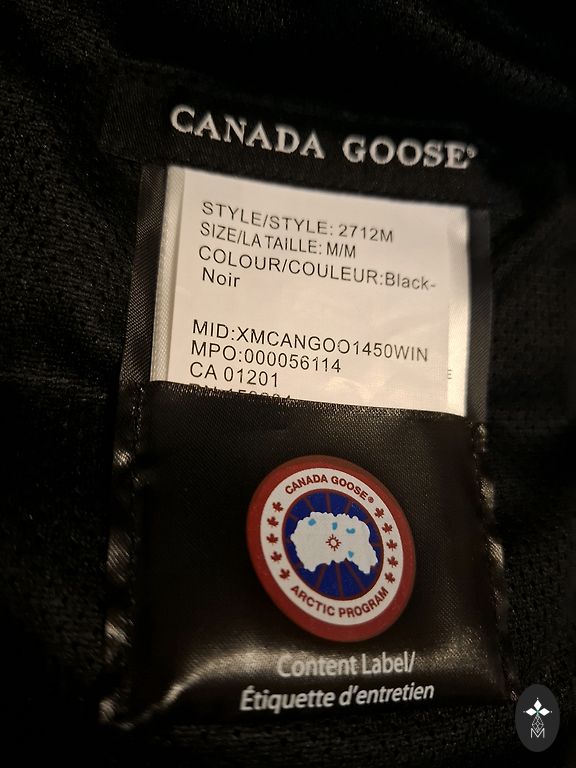 CANADA GOOSE®
STYLE/STYLE: 2712M
SIZE/LA TAILLE: M/M
COLOUR/COULEUR:Black-
Noir
MID:XMCANGOO1450WIN
MPO:000056114
CA 01201
CANADA GOOSE®
ARCTIC PROGRAM
Content Label/
Étiquette d'entretien
M